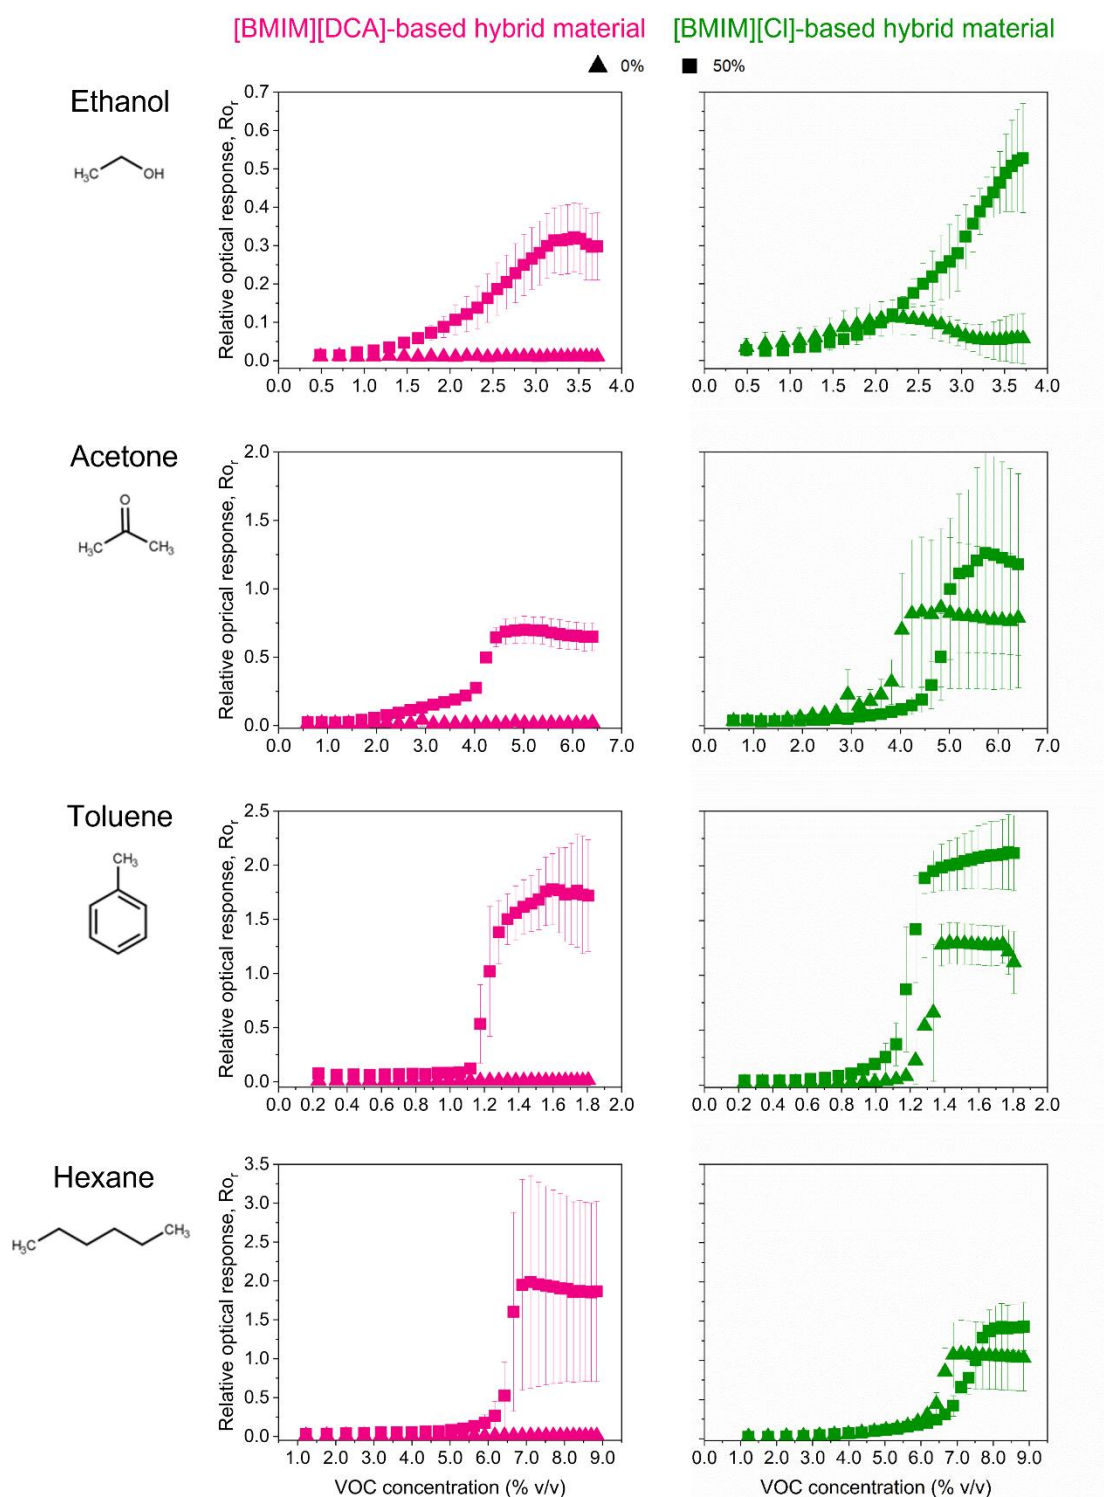 [BMIM][DCA]-based hybrid material [BMIM][Cl]-based hybrid material
0% 50%
Ethanol
H₃C OH
Relative optical response, Roᵣ
0.7
0.6
0.5
0.4
0.3
0.2
0.1
0.0
0.0 0.5 1.0 1.5 2.0 2.5 3.0 3.5 4.0
0.0 0.5 1.0 1.5 2.0 2.5 3.0 3.5 4.0
Acetone
O
H₃C CH₃
Relative oprical response, Roᵣ
2.0
1.5
1.0
0.5
0.0
0.0 1.0 2.0 3.0 4.0 5.0 6.0 7.0
0.0 1.0 2.0 3.0 4.0 5.0 6.0 7.0
Toluene
CH₃
Relative optical response, Roᵣ
2.5
2.0
1.5
1.0
0.5
0.0
0.0 0.2 0.4 0.6 0.8 1.0 1.2 1.4 1.6 1.8 2.0
0.0 0.2 0.4 0.6 0.8 1.0 1.2 1.4 1.6 1.8 2.0
Hexane
H₃C CH₃
Relative optical response, Roᵣ
3.5
3.0
2.5
2.0
1.5
1.0
0.5
0.0
1.0 2.0 3.0 4.0 5.0 6.0 7.0 8.0 9.0
1.0 2.0 3.0 4.0 5.0 6.0 7.0 8.0 9.0
VOC concentration (% v/v) VOC concentration (% v/v)